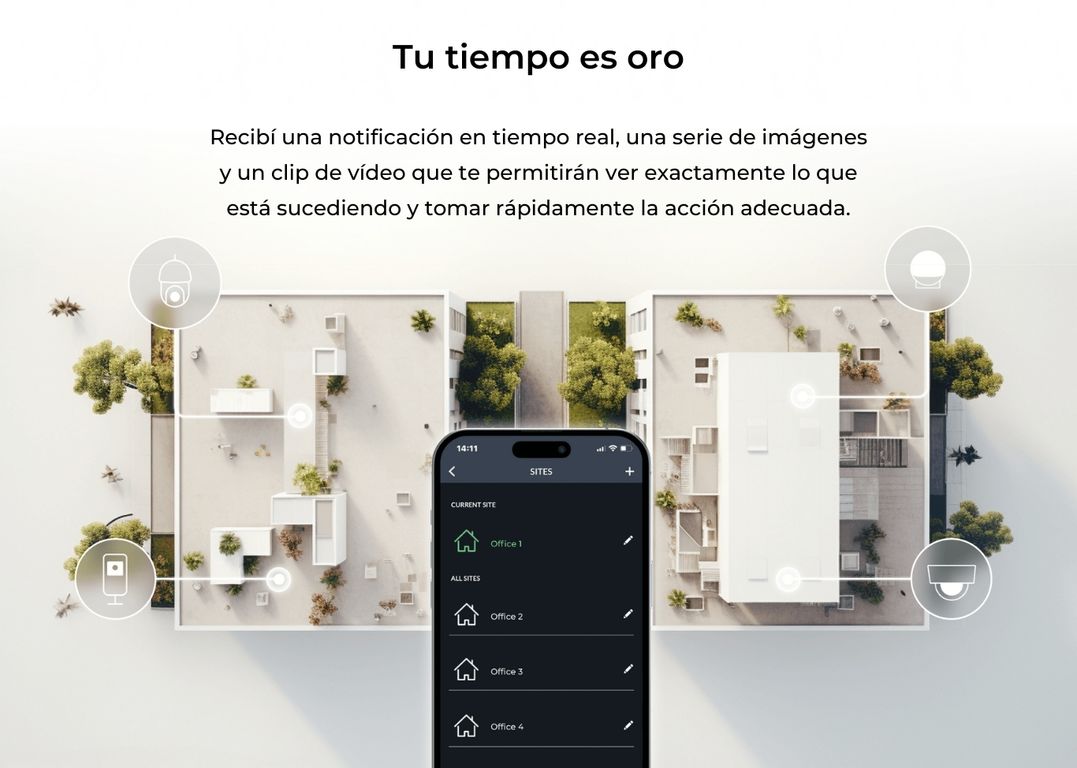 Tu tiempo es oro
Recibí una notificación en tiempo real, una serie de imágenes
y un clip de vídeo que te permitirán ver exactamente lo que
está sucediendo y tomar rápidamente la acción adecuada.
14:11
SITES
CURRENT SITE
Office 1
ALL SITES
Office 2
Office 3
Office 4